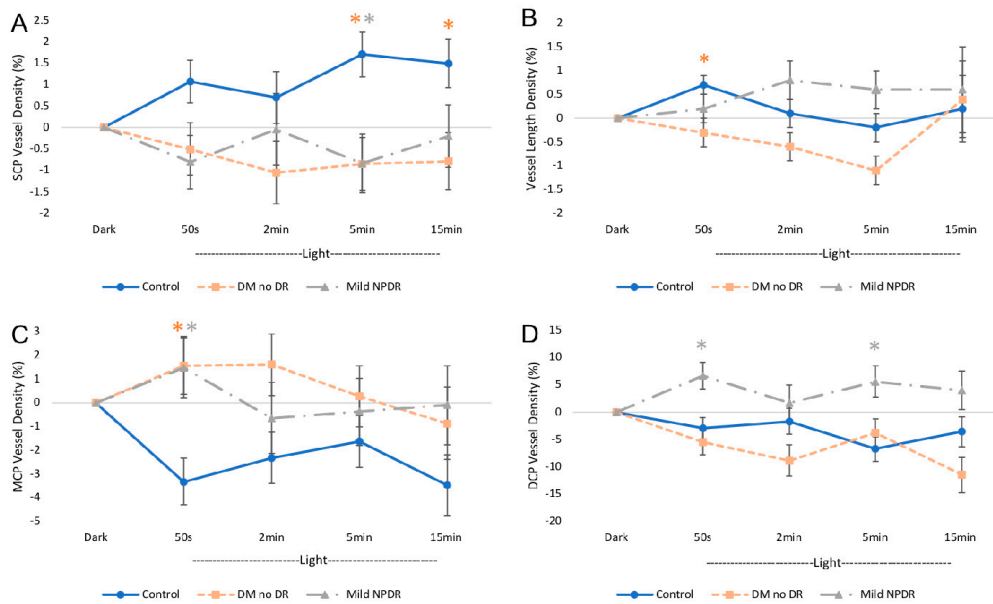 A
SCP Vessel Density (%)
2.5
2
1.5
1
0.5
0
-0.5
-1
-1.5
-2
* * *
Dark 50s 2min 5min 15min
Light
Control DM no DR Mild NPDR
B
Vessel Length Density (%)
2
1.5
1
0.5
0
-0.5
-1
-1.5
2
*
Dark 50s 2min 5min 15min
Light
Control DM no DR Mild NPDR
C
MCP Vessel Density (%)
3
2
1
0
-1
-2
-3
-4
-5
* *
Dark 50s 2min 5min 15min
Light
Control DM no DR Mild NPDR
D
DCP Vessel Density (%)
15
10
5
0
-5
-10
-15
-20
* *
Dark 50s 2min 5min 15min
Light
Control DM no DR Mild NPDR